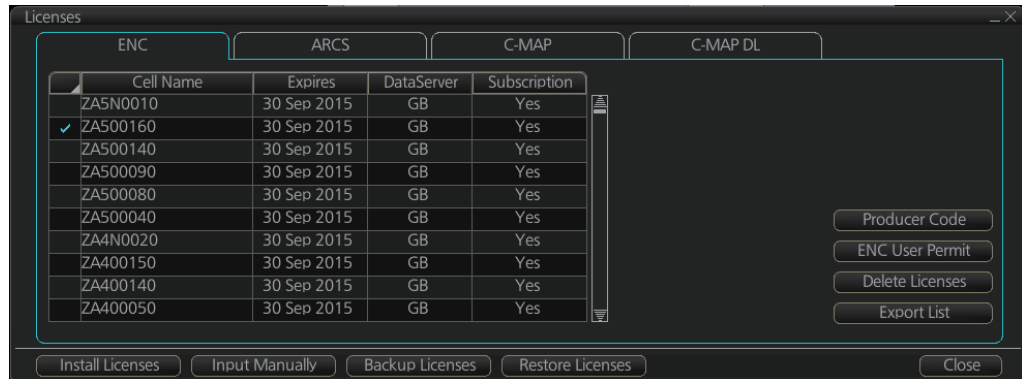 Licenses
ENC ARCS C-MAP C-MAP DL
Cell Name Expires DataServer Subscription
ZA5N0010 30 Sep 2015 GB Yes
ZA500160 30 Sep 2015 GB Yes
ZA500140 30 Sep 2015 GB Yes
ZA500090 30 Sep 2015 GB Yes
ZA500080 30 Sep 2015 GB Yes
ZA500040 30 Sep 2015 GB Yes
ZA4N0020 30 Sep 2015 GB Yes
ZA400150 30 Sep 2015 GB Yes
ZA400140 30 Sep 2015 GB Yes
ZA400050 30 Sep 2015 GB Yes
Producer Code
ENC User Permit
Delete Licenses
Export List
Install Licenses Input Manually Backup Licenses Restore Licenses Close